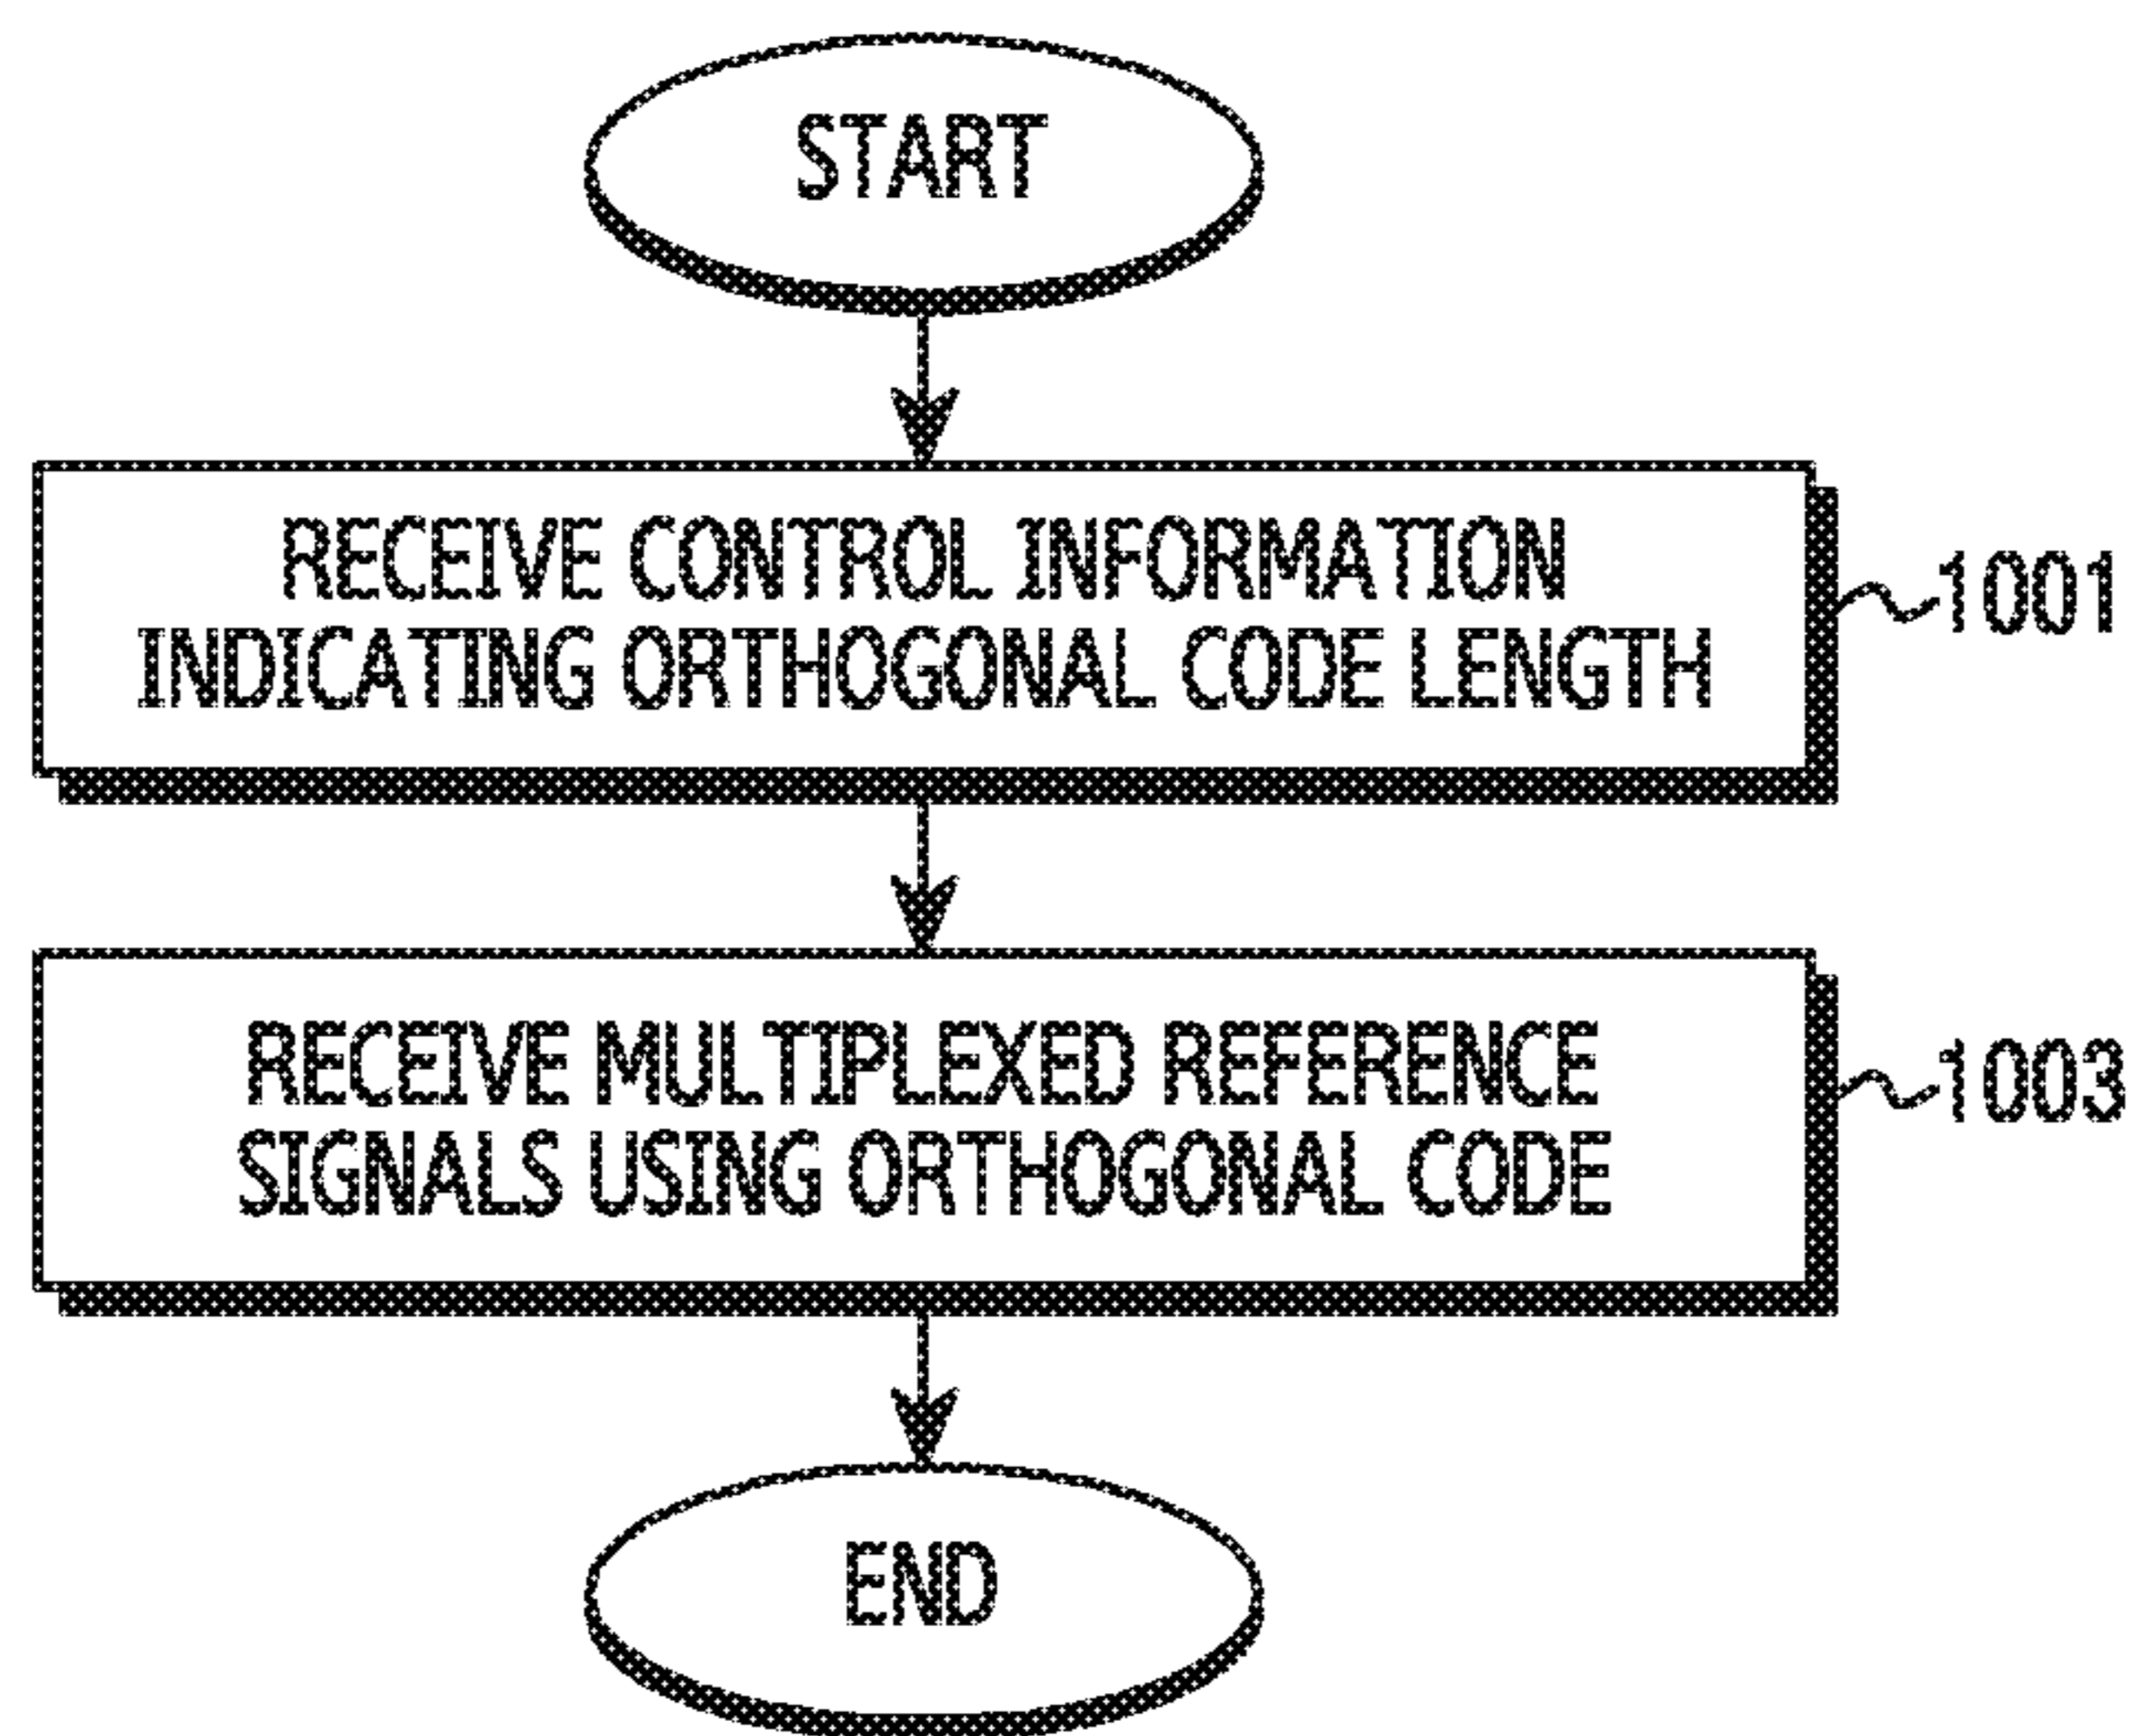 START
RECEIVE CONTROL INFORMATION
INDICATING ORTHOGONAL CODE LENGTH
1001
RECEIVE MULTIPLEXED REFERENCE
SIGNALS USING ORTHOGONAL CODE
1003
END